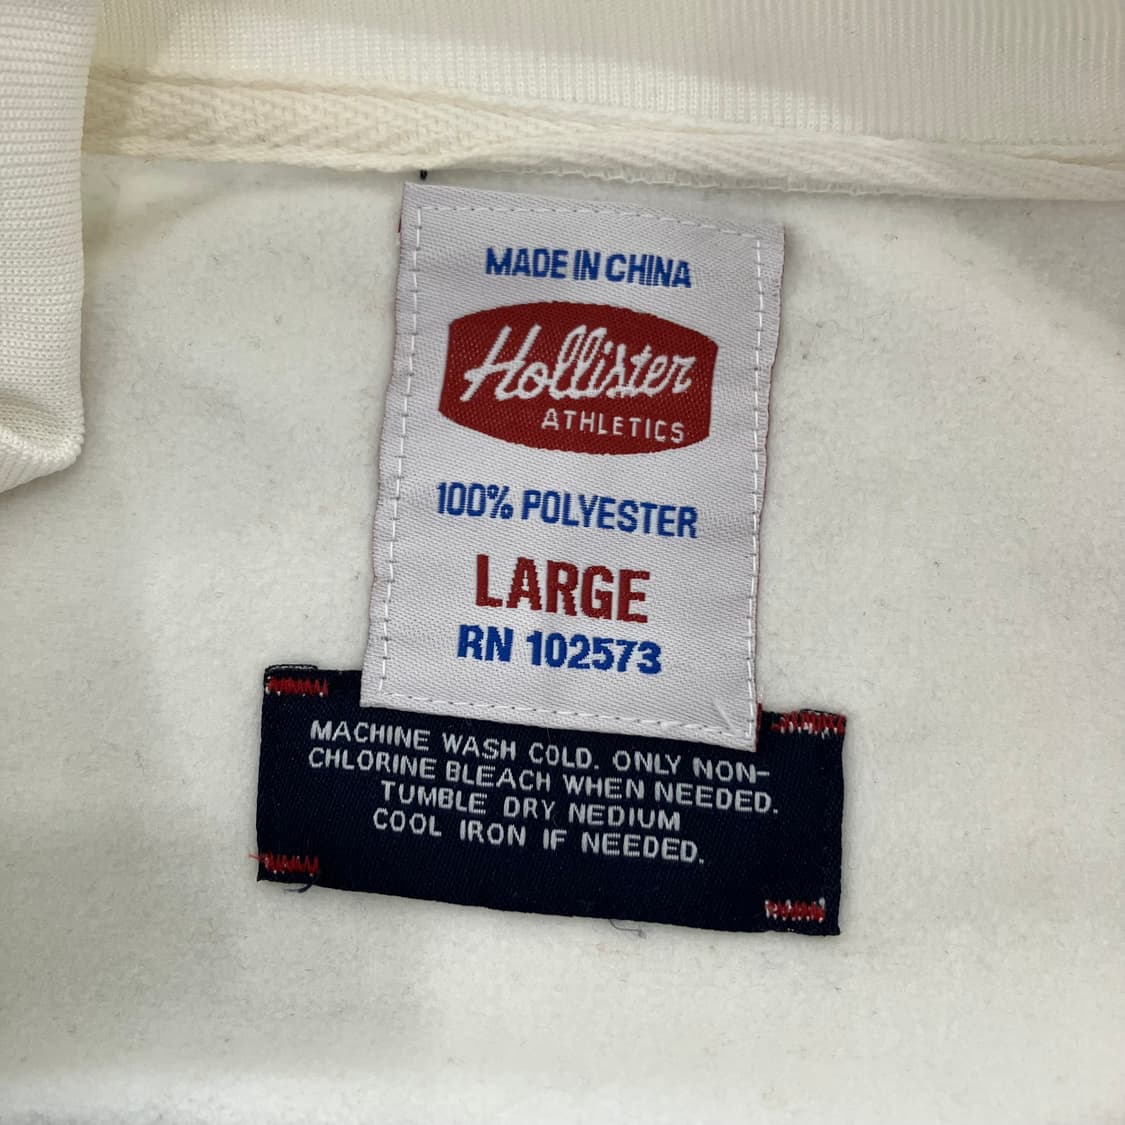 MADE IN CHINA
Hollister
ATHLETICS
100% POLYESTER
LARGE
RN 102573
MACHINE WASH COLD. ONLY NON-
CHLORINE BLEACH WHEN NEEDED.
TUMBLE DRY NEDIUM
COOL IRON IF NEEDED.